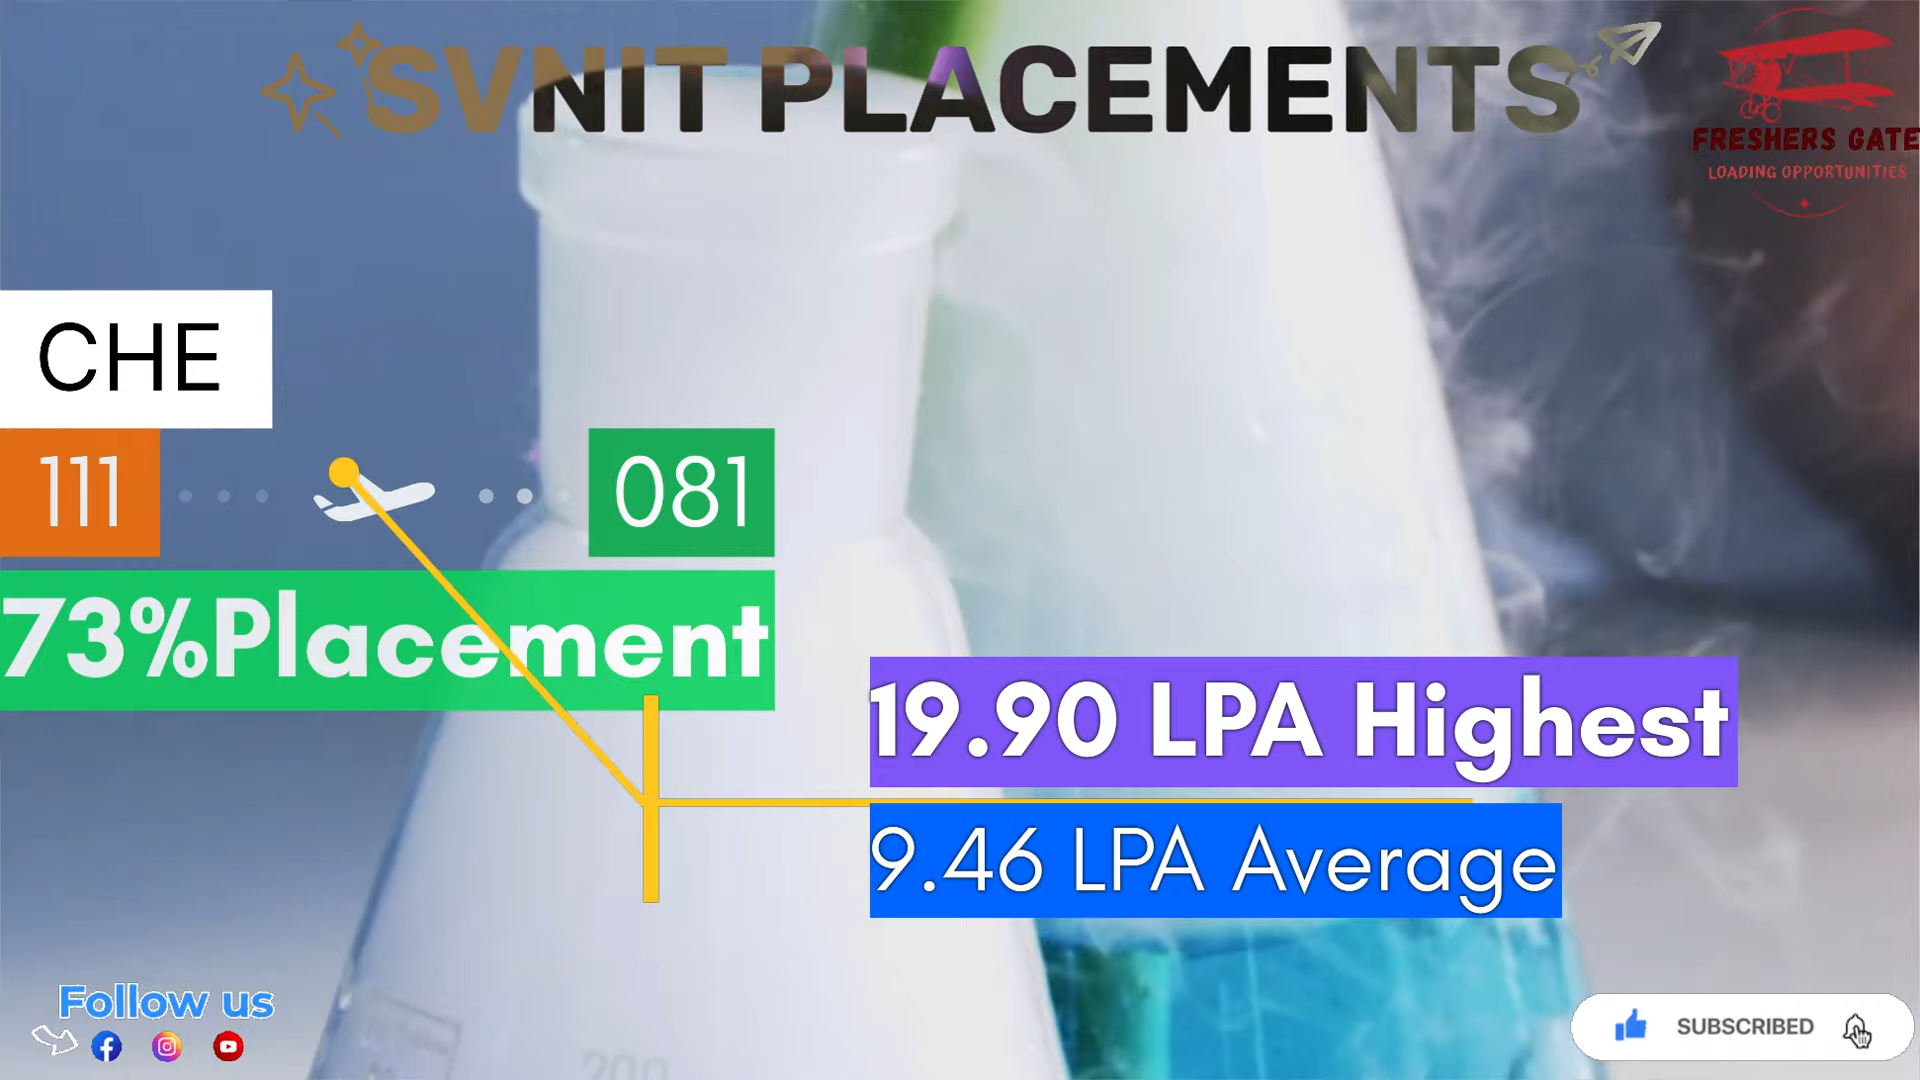 SVNIT PLACEMENTS
FRESHERS GATE
LOADING OPPORTUNITIES
CHE
111
081
73%Placement
19.90 LPA Highest
9.46 LPA Average
200
Follow us
SUBSCRIBED